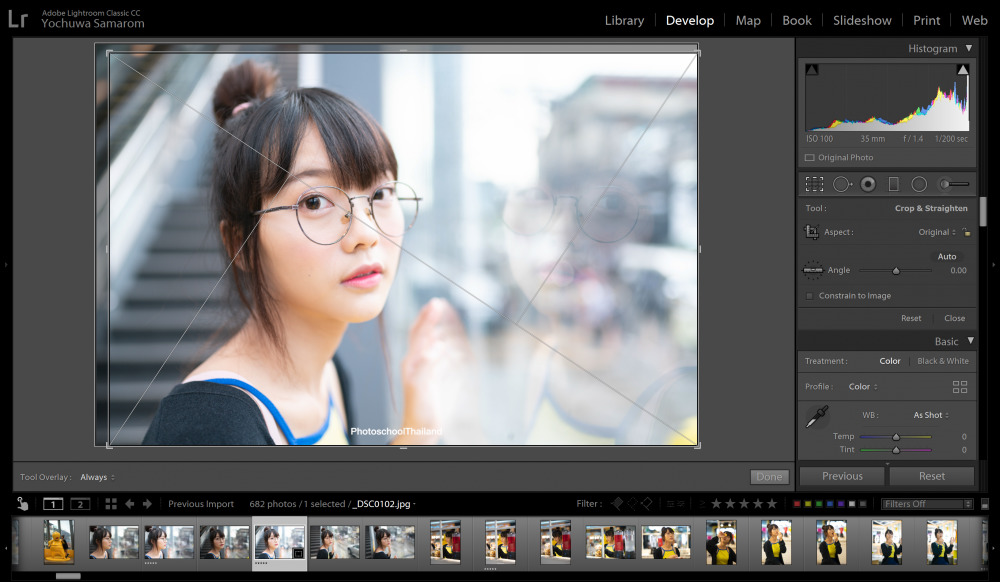 Lr
Adobe Lightroom Classic CC
Yochuwa Samarom
Library | Develop | Map | Book | Slideshow | Print | Web
Histogram
ISO 100 35 mm f / 1.4 1/200 sec
Original Photo
Tool : Crop & Straighten
Aspect : Original
Auto
Angle 0.00
Constrain to Image
Reset Close
Basic
Treatment : Color | Black & White
Profile : Color
WB : As Shot
Temp 0
Tint 0
PhotoschoolThailand
Tool Overlay : Always
Done
Previous Reset
1 2 Previous Import 682 photos / 1 selected / _DSC0102.jpg
Filter : Filters Off